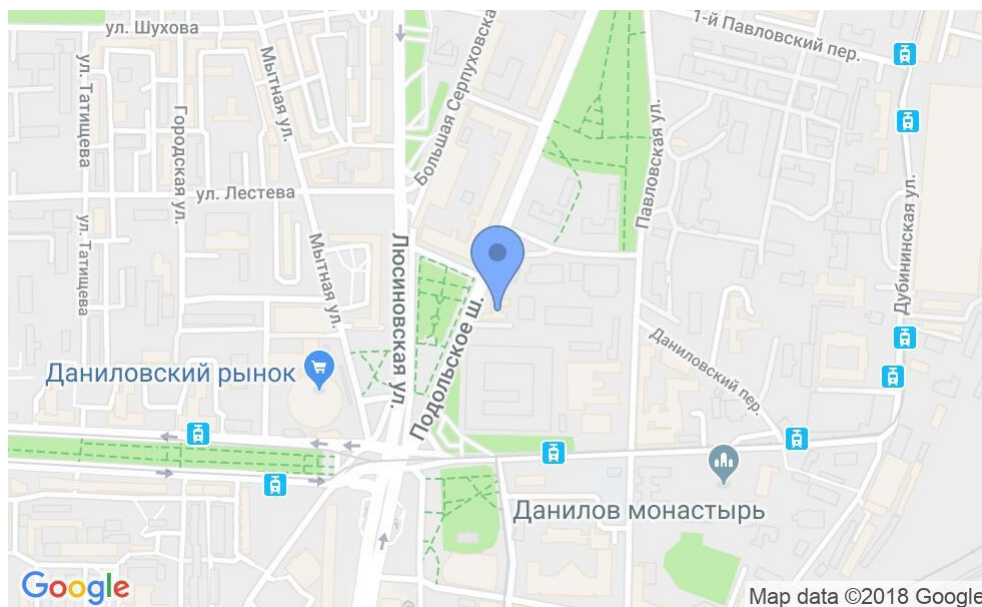 ул. Шухова
1-й Павловский пер.
ул. Татищева
Городская ул.
Мытная ул.
Большая Серпуховска
Павловская ул.
Дубининская ул.
ул. Лестева
ул. Татищева
Мытная ул.
Люсиновская ул.
Подольское ш.
Даниловский пер.
Даниловский рынок
Данилов монастырь
Google
Map data ©2018 Google